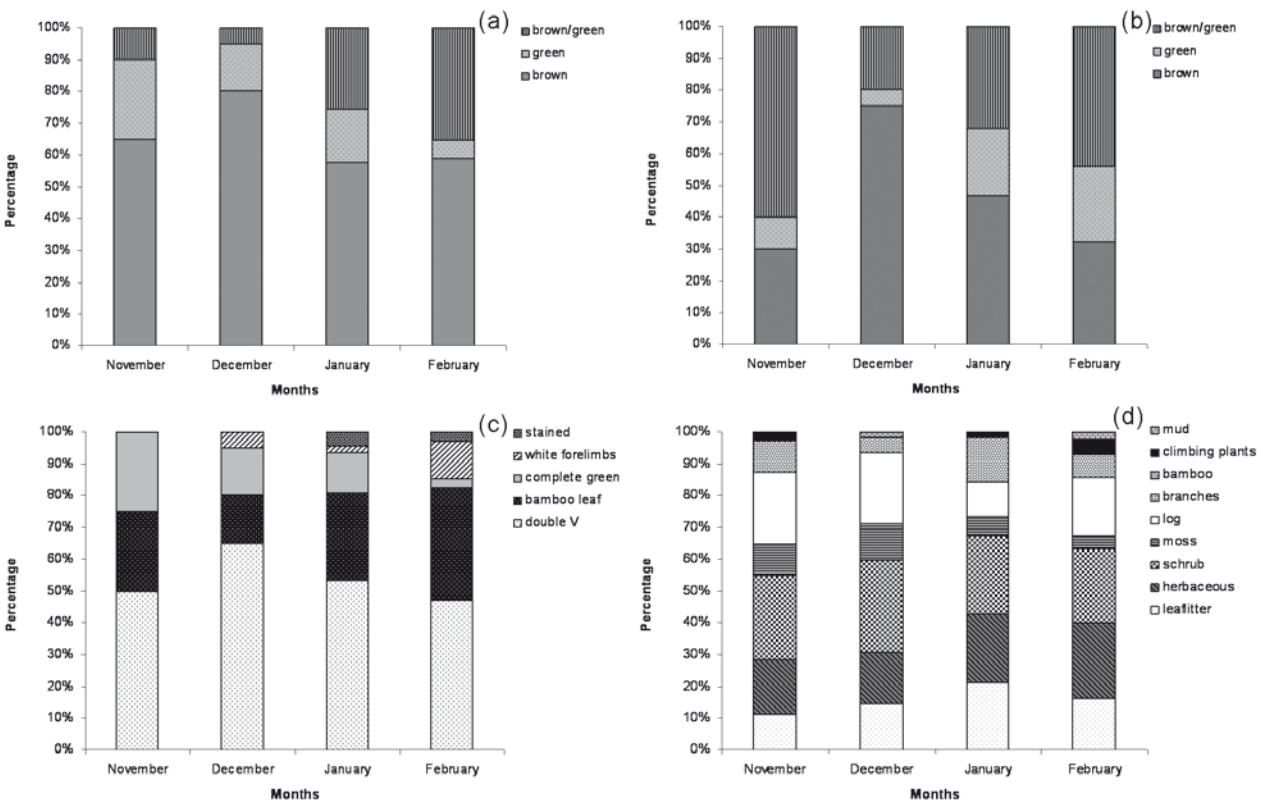 (a)
100%
90%
80%
70%
60%
50%
40%
30%
20%
10%
0%
Percentage
November December January February
Months
brown/green
green
brown
(b)
100%
90%
80%
70%
60%
50%
40%
30%
20%
10%
0%
Percentage
November December January February
Months
brown/green
green
brown
(c)
100%
90%
80%
70%
60%
50%
40%
30%
20%
10%
0%
Percentage
November December January February
Months
stained
white forelimbs
complete green
bamboo leaf
double V
(d)
100%
90%
80%
70%
60%
50%
40%
30%
20%
10%
0%
Percentage
November December January February
Months
mud
climbing plants
bamboo
branches
log
moss
schrub
herbaceous
leaflitter